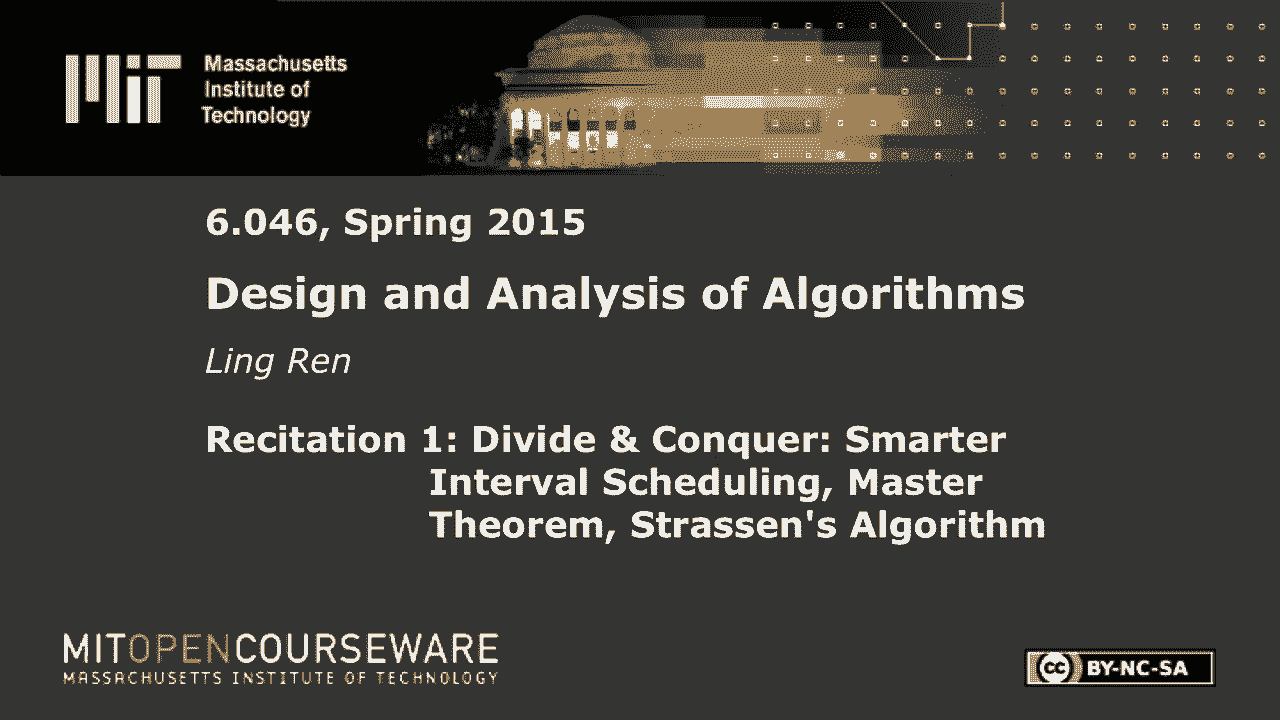 Massachusetts
Institute of
Technology
6.046, Spring 2015
Design and Analysis of Algorithms
Ling Ren
Recitation 1: Divide & Conquer: Smarter
Interval Scheduling, Master
Theorem, Strassen's Algorithm
MITOPENCOURSEWARE
MASSACHUSETTS INSTITUTE OF TECHNOLOGY
cc BY-NC-SA